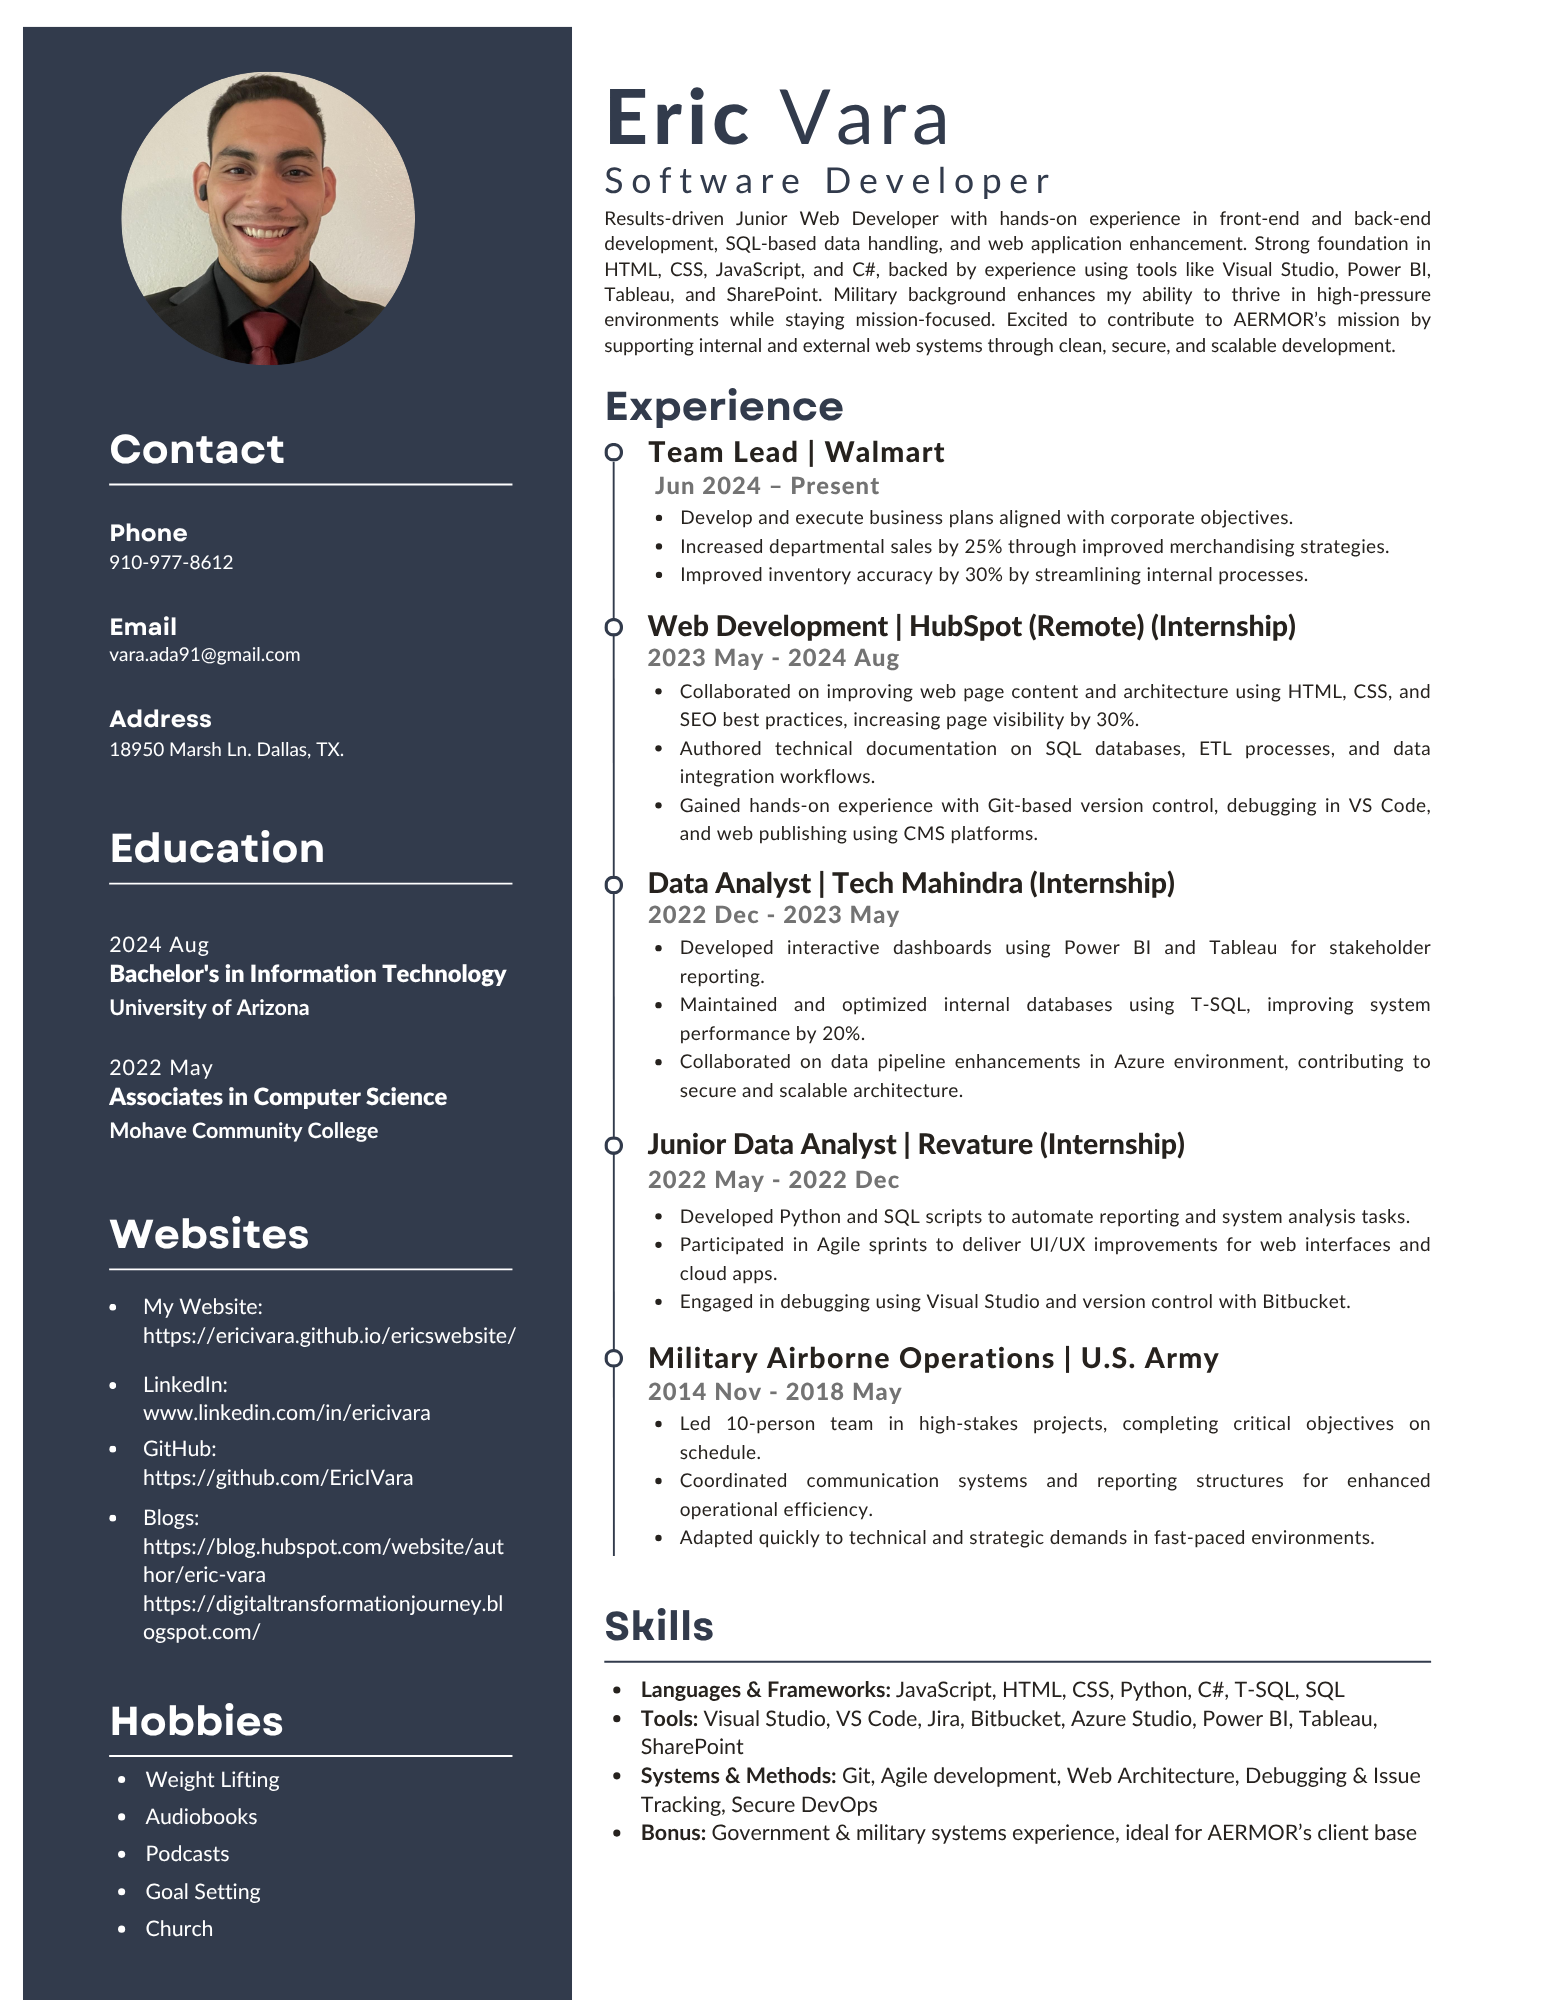 Contact
Phone
910-977-8612
Email
vara.ada91@gmail.com
Address
18950 Marsh Ln. Dallas, TX.
Education
2024 Aug
Bachelor's in Information Technology
University of Arizona
2022 May
Associates in Computer Science
Mohave Community College
Websites
• My Website:
https://ericivara.github.io/ericswebsite/
• LinkedIn:
www.linkedin.com/in/ericivara
• GitHub:
https://github.com/EricIVara
• Blogs:
https://blog.hubspot.com/website/aut
hor/eric-vara
https://digitaltransformationjourney.bl
ogspot.com/
Hobbies
• Weight Lifting
• Audiobooks
• Podcasts
• Goal Setting
• Church
Eric Vara
Software Developer
Results-driven Junior Web Developer with hands-on experience in front-end and back-end
development, SQL-based data handling, and web application enhancement. Strong foundation in
HTML, CSS, JavaScript, and C#, backed by experience using tools like Visual Studio, Power BI,
Tableau, and SharePoint. Military background enhances my ability to thrive in high-pressure
environments while staying mission-focused. Excited to contribute to AERMOR’s mission by
supporting internal and external web systems through clean, secure, and scalable development.
Experience
Team Lead | Walmart
Jun 2024 – Present
• Develop and execute business plans aligned with corporate objectives.
• Increased departmental sales by 25% through improved merchandising strategies.
• Improved inventory accuracy by 30% by streamlining internal processes.
Web Development | HubSpot (Remote) (Internship)
2023 May - 2024 Aug
• Collaborated on improving web page content and architecture using HTML, CSS, and
SEO best practices, increasing page visibility by 30%.
• Authored technical documentation on SQL databases, ETL processes, and data
integration workflows.
• Gained hands-on experience with Git-based version control, debugging in VS Code,
and web publishing using CMS platforms.
Data Analyst | Tech Mahindra (Internship)
2022 Dec - 2023 May
• Developed interactive dashboards using Power BI and Tableau for stakeholder
reporting.
• Maintained and optimized internal databases using T-SQL, improving system
performance by 20%.
• Collaborated on data pipeline enhancements in Azure environment, contributing to
secure and scalable architecture.
Junior Data Analyst | Revature (Internship)
2022 May - 2022 Dec
• Developed Python and SQL scripts to automate reporting and system analysis tasks.
• Participated in Agile sprints to deliver UI/UX improvements for web interfaces and
cloud apps.
• Engaged in debugging using Visual Studio and version control with Bitbucket.
Military Airborne Operations | U.S. Army
2014 Nov - 2018 May
• Led 10-person team in high-stakes projects, completing critical objectives on
schedule.
• Coordinated communication systems and reporting structures for enhanced
operational efficiency.
• Adapted quickly to technical and strategic demands in fast-paced environments.
Skills
• Languages & Frameworks: JavaScript, HTML, CSS, Python, C#, T-SQL, SQL
• Tools: Visual Studio, VS Code, Jira, Bitbucket, Azure Studio, Power BI, Tableau,
SharePoint
• Systems & Methods: Git, Agile development, Web Architecture, Debugging & Issue
Tracking, Secure DevOps
• Bonus: Government & military systems experience, ideal for AERMOR’s client base